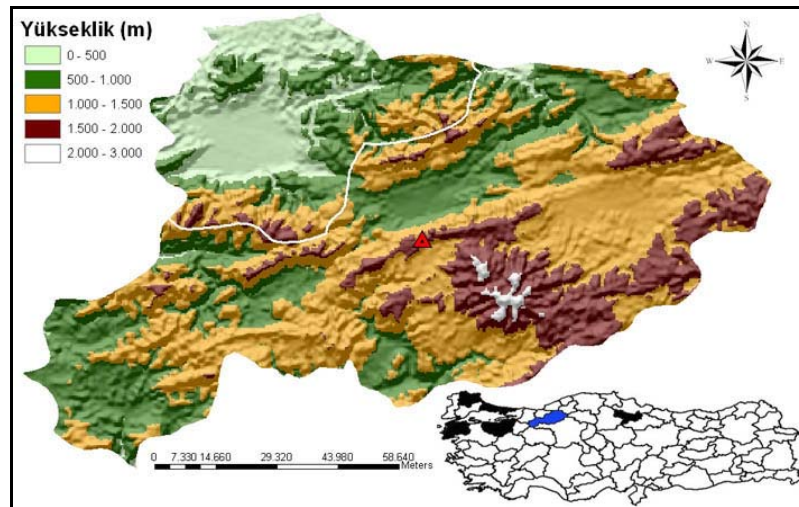 Yükseklik (m)
0 - 500
500 - 1.000
1.000 - 1.500
1.500 - 2.000
2.000 - 3.000
N
W E
S
0 7.330 14.660 29.320 43.980 58.640
Meters